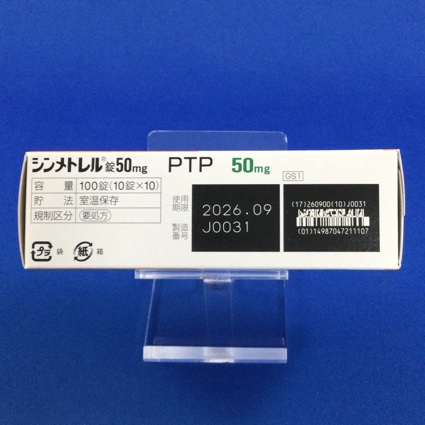 シンメトレル®錠50mg PTP 50mg
GS1
容量 100錠(10錠×10)
貯法 室温保存
規制区分 要処方
使用期限 2026.09
製造番号 J0031
(17)260900(10)J0031
(01)14987047211107
プラ 袋 紙 箱